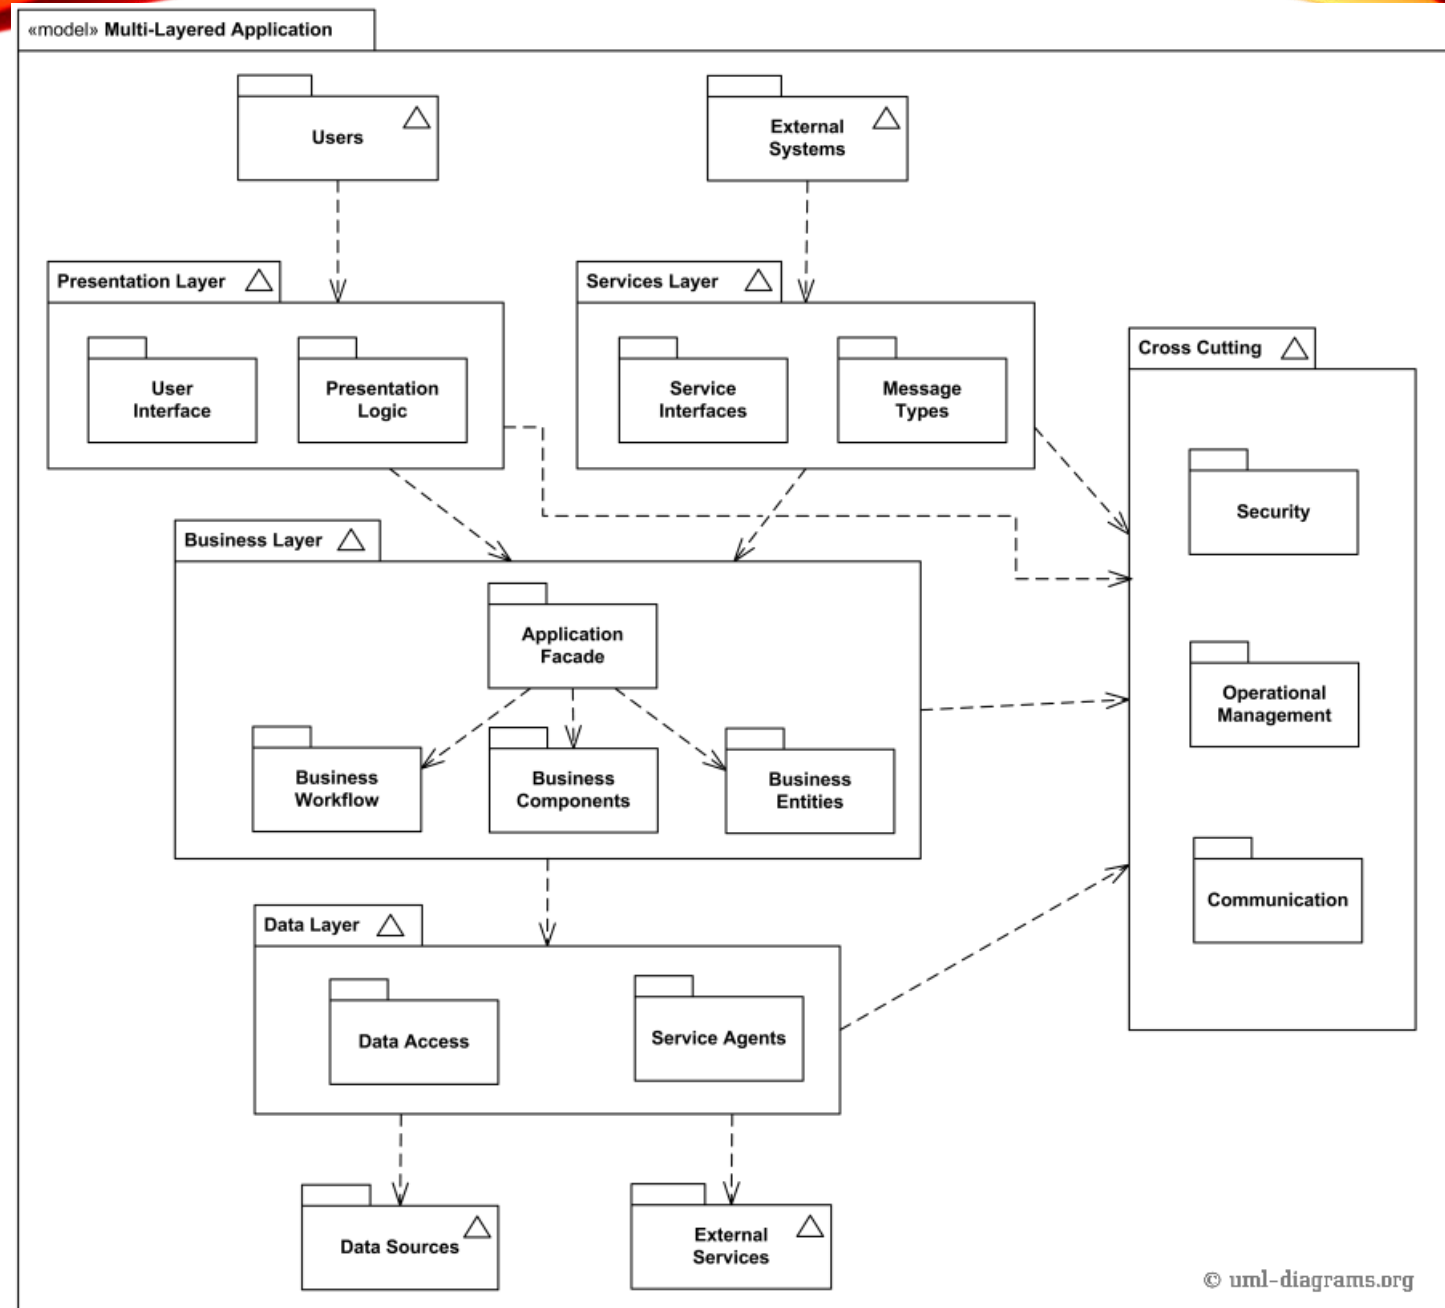 «model» Multi-Layered Application
Users
External
Systems
Presentation Layer
Services Layer
User
Interface
Presentation
Logic
Service
Interfaces
Message
Types
Cross Cutting
Security
Business Layer
Application
Facade
Operational
Management
Business
Workflow
Business
Components
Business
Entities
Communication
Data Layer
Data Access
Service Agents
Data Sources
External
Services
© uml-diagrams.org